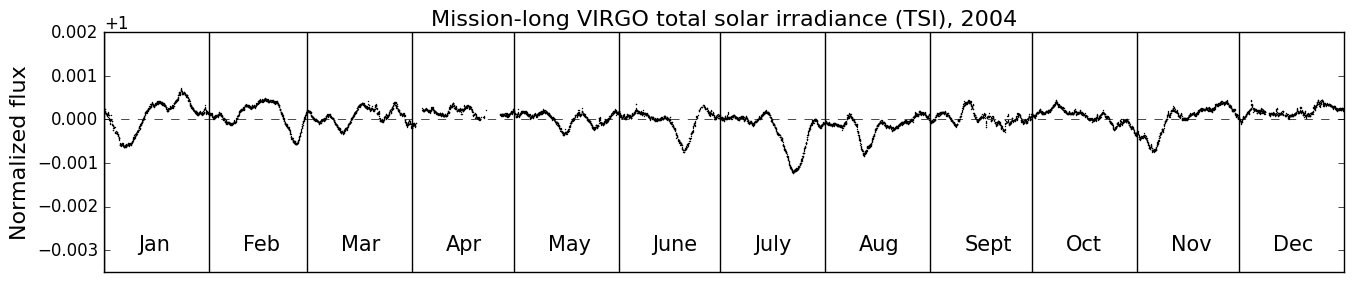 Mission-long VIRGO total solar irradiance (TSI), 2004
+1
0.002
0.001
0.000
−0.001
−0.002
−0.003
Normalized flux
Jan Feb Mar Apr May June July Aug Sept Oct Nov Dec